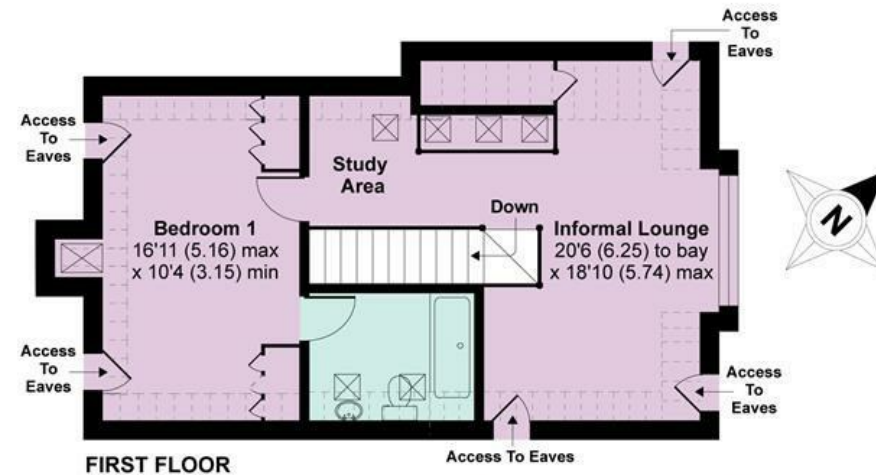 Access
To
Eaves
Access
To
Eaves
Study
Area
Down
Bedroom 1
16'11 (5.16) max
x 10'4 (3.15) min
Informal Lounge
20'6 (6.25) to bay
x 18'10 (5.74) max
N
Access
To
Eaves
Access
To
Eaves
Access To Eaves
FIRST FLOOR